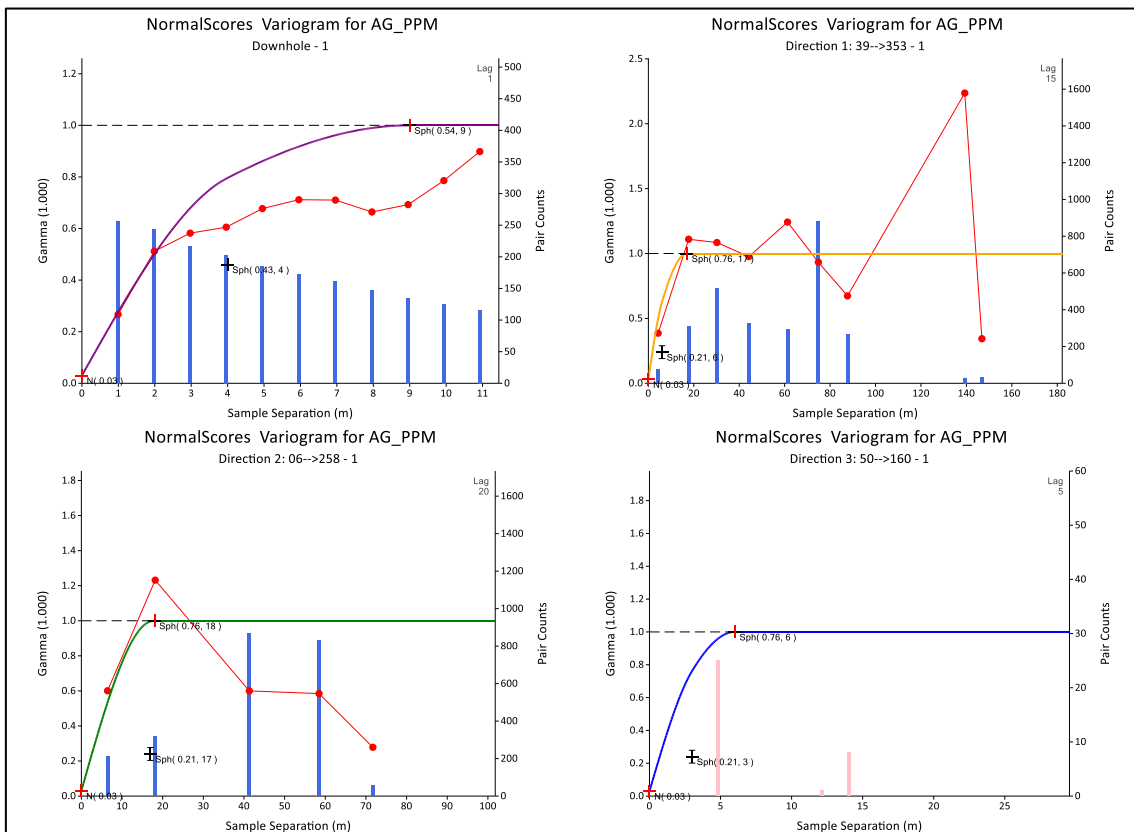 NormalScores Variogram for AG_PPM
Downhole - 1
Lag
1
Gamma (1.000)
1.2
1.0
0.8
0.6
0.4
0.2
0.0
Sph( 0.54, 9 )
Sph( 0.43, 4 )
N( 0.03 )
500
450
400
350
300
250
200
150
100
50
0
Pair Counts
0 1 2 3 4 5 6 7 8 9 10 11
Sample Separation (m)
NormalScores Variogram for AG_PPM
Direction 1: 39-->353 - 1
Lag
15
Gamma (1.000)
2.5
2.0
1.5
1.0
0.5
0.0
Sph( 0.76, 17 )
Sph( 0.21, 6 )
N( 0.03 )
1600
1400
1200
1000
800
600
400
200
0
Pair Counts
0 20 40 60 80 100 120 140 160 180
Sample Separation (m)
NormalScores Variogram for AG_PPM
Direction 2: 06-->258 - 1
Lag
20
Gamma (1.000)
1.8
1.6
1.4
1.2
1.0
0.8
0.6
0.4
0.2
0.0
Sph( 0.76, 18 )
Sph( 0.21, 17 )
N( 0.03 )
1600
1400
1200
1000
800
600
400
200
0
Pair Counts
0 10 20 30 40 50 60 70 80 90 100
Sample Separation (m)
NormalScores Variogram for AG_PPM
Direction 3: 50-->160 - 1
Lag
5
Gamma (1.000)
1.8
1.6
1.4
1.2
1.0
0.8
0.6
0.4
0.2
0.0
Sph( 0.76, 6 )
Sph( 0.21, 3 )
N( 0.03 )
60
50
40
30
20
10
0
Pair Counts
0 5 10 15 20 25
Sample Separation (m)